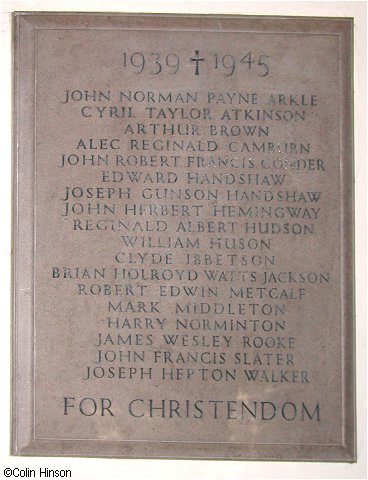 1939 ✝ 1945
JOHN NORMAN PAYNE ARKLE
CYRIL TAYLOR ATKINSON
ARTHUR BROWN
ALEC REGINALD CAMBURN
JOHN ROBERT FRANCIS CONDER
EDWARD HANDSHAW
JOSEPH GUNSON HANDSHAW
JOHN HERBERT HEMINGWAY
REGINALD ALBERT HUDSON
WILLIAM HUSON
CLYDE IBBETSON
BRIAN HOLROYD WATTS JACKSON
ROBERT EDWIN METCALF
MARK MIDDLETON
HARRY NORMINTON
JAMES WESLEY ROOKE
JOHN FRANCIS SLATER
JOSEPH HEPTON WALKER
FOR CHRISTENDOM
©Colin Hinson